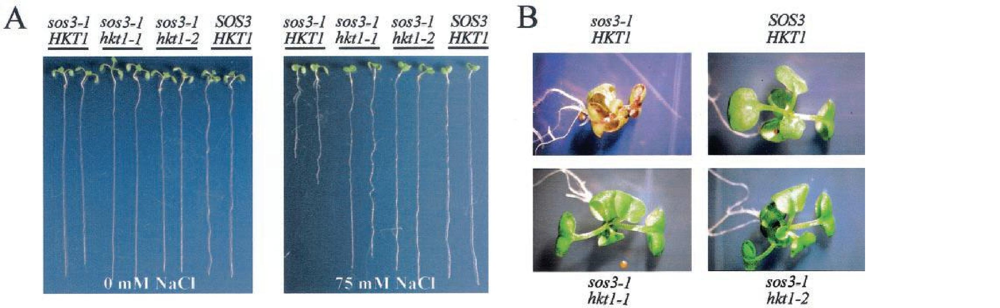 A
sos3-1 sos3-1 sos3-1 SOS3
HKT1 hkt1-1 hkt1-2 HKT1
sos3-1 sos3-1 sos3-1 SOS3
HKT1 hkt1-1 hkt1-2 HKT1
0 mM NaCl
75 mM NaCl
B
sos3-1
HKT1
SOS3
HKT1
sos3-1
hkt1-1
sos3-1
hkt1-2